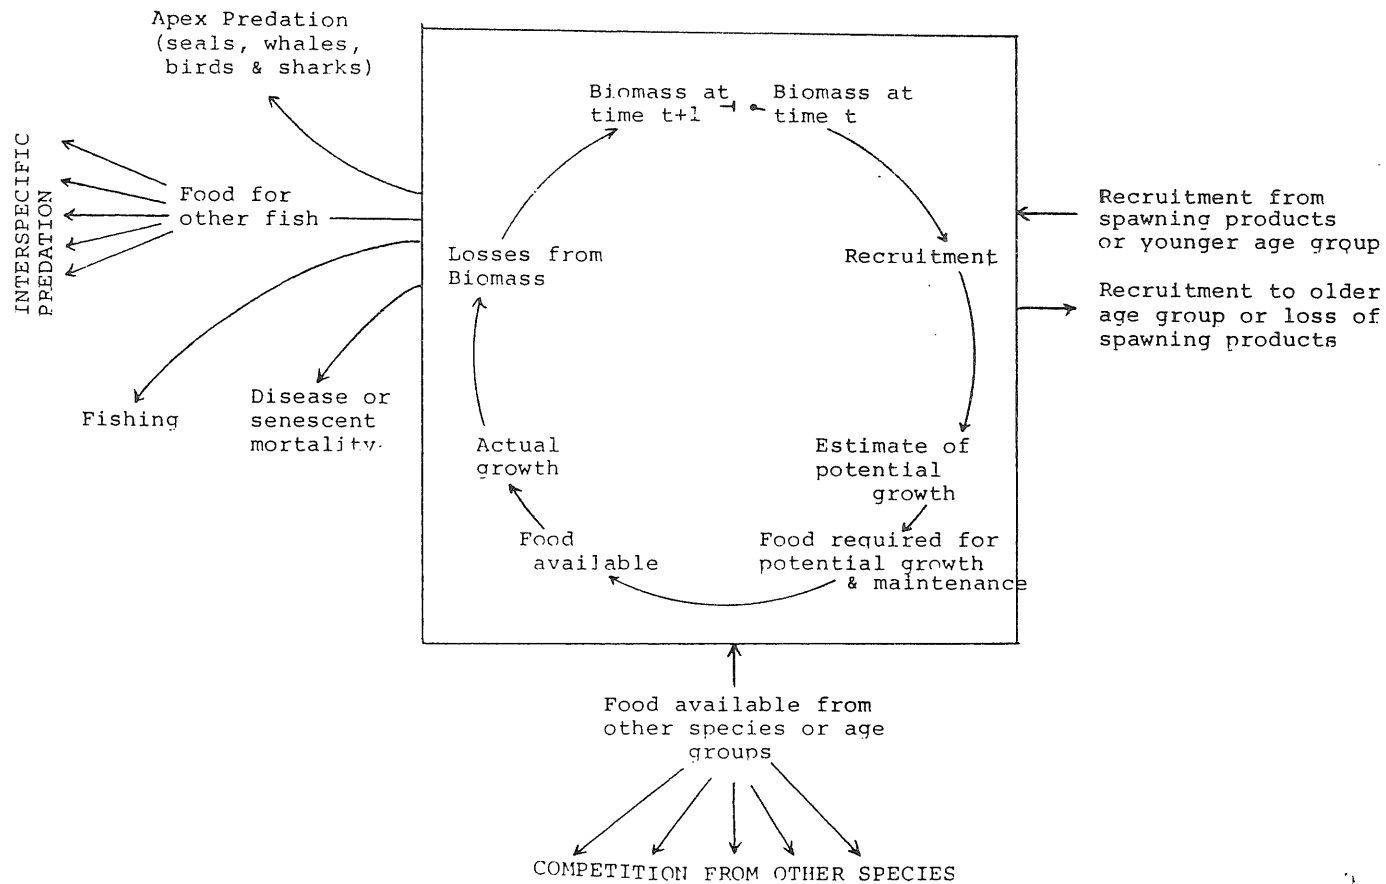 Apex Predation
(seals, whales,
birds & sharks)
INTERSPECIFIC
PREDATION
Food for
other fish
Fishing
Disease or
senescent
mortality
Biomass at
time t+1
Biomass at
time t
Recruitment
Estimate of
potential
growth
Food required for
potential growth
& maintenance
Food
available
Actual
growth
Losses from
Biomass
Recruitment from
spawning products
or younger age group
Recruitment to older
age group or loss of
spawning products
Food available from
other species or age
groups
COMPETITION FROM OTHER SPECIES